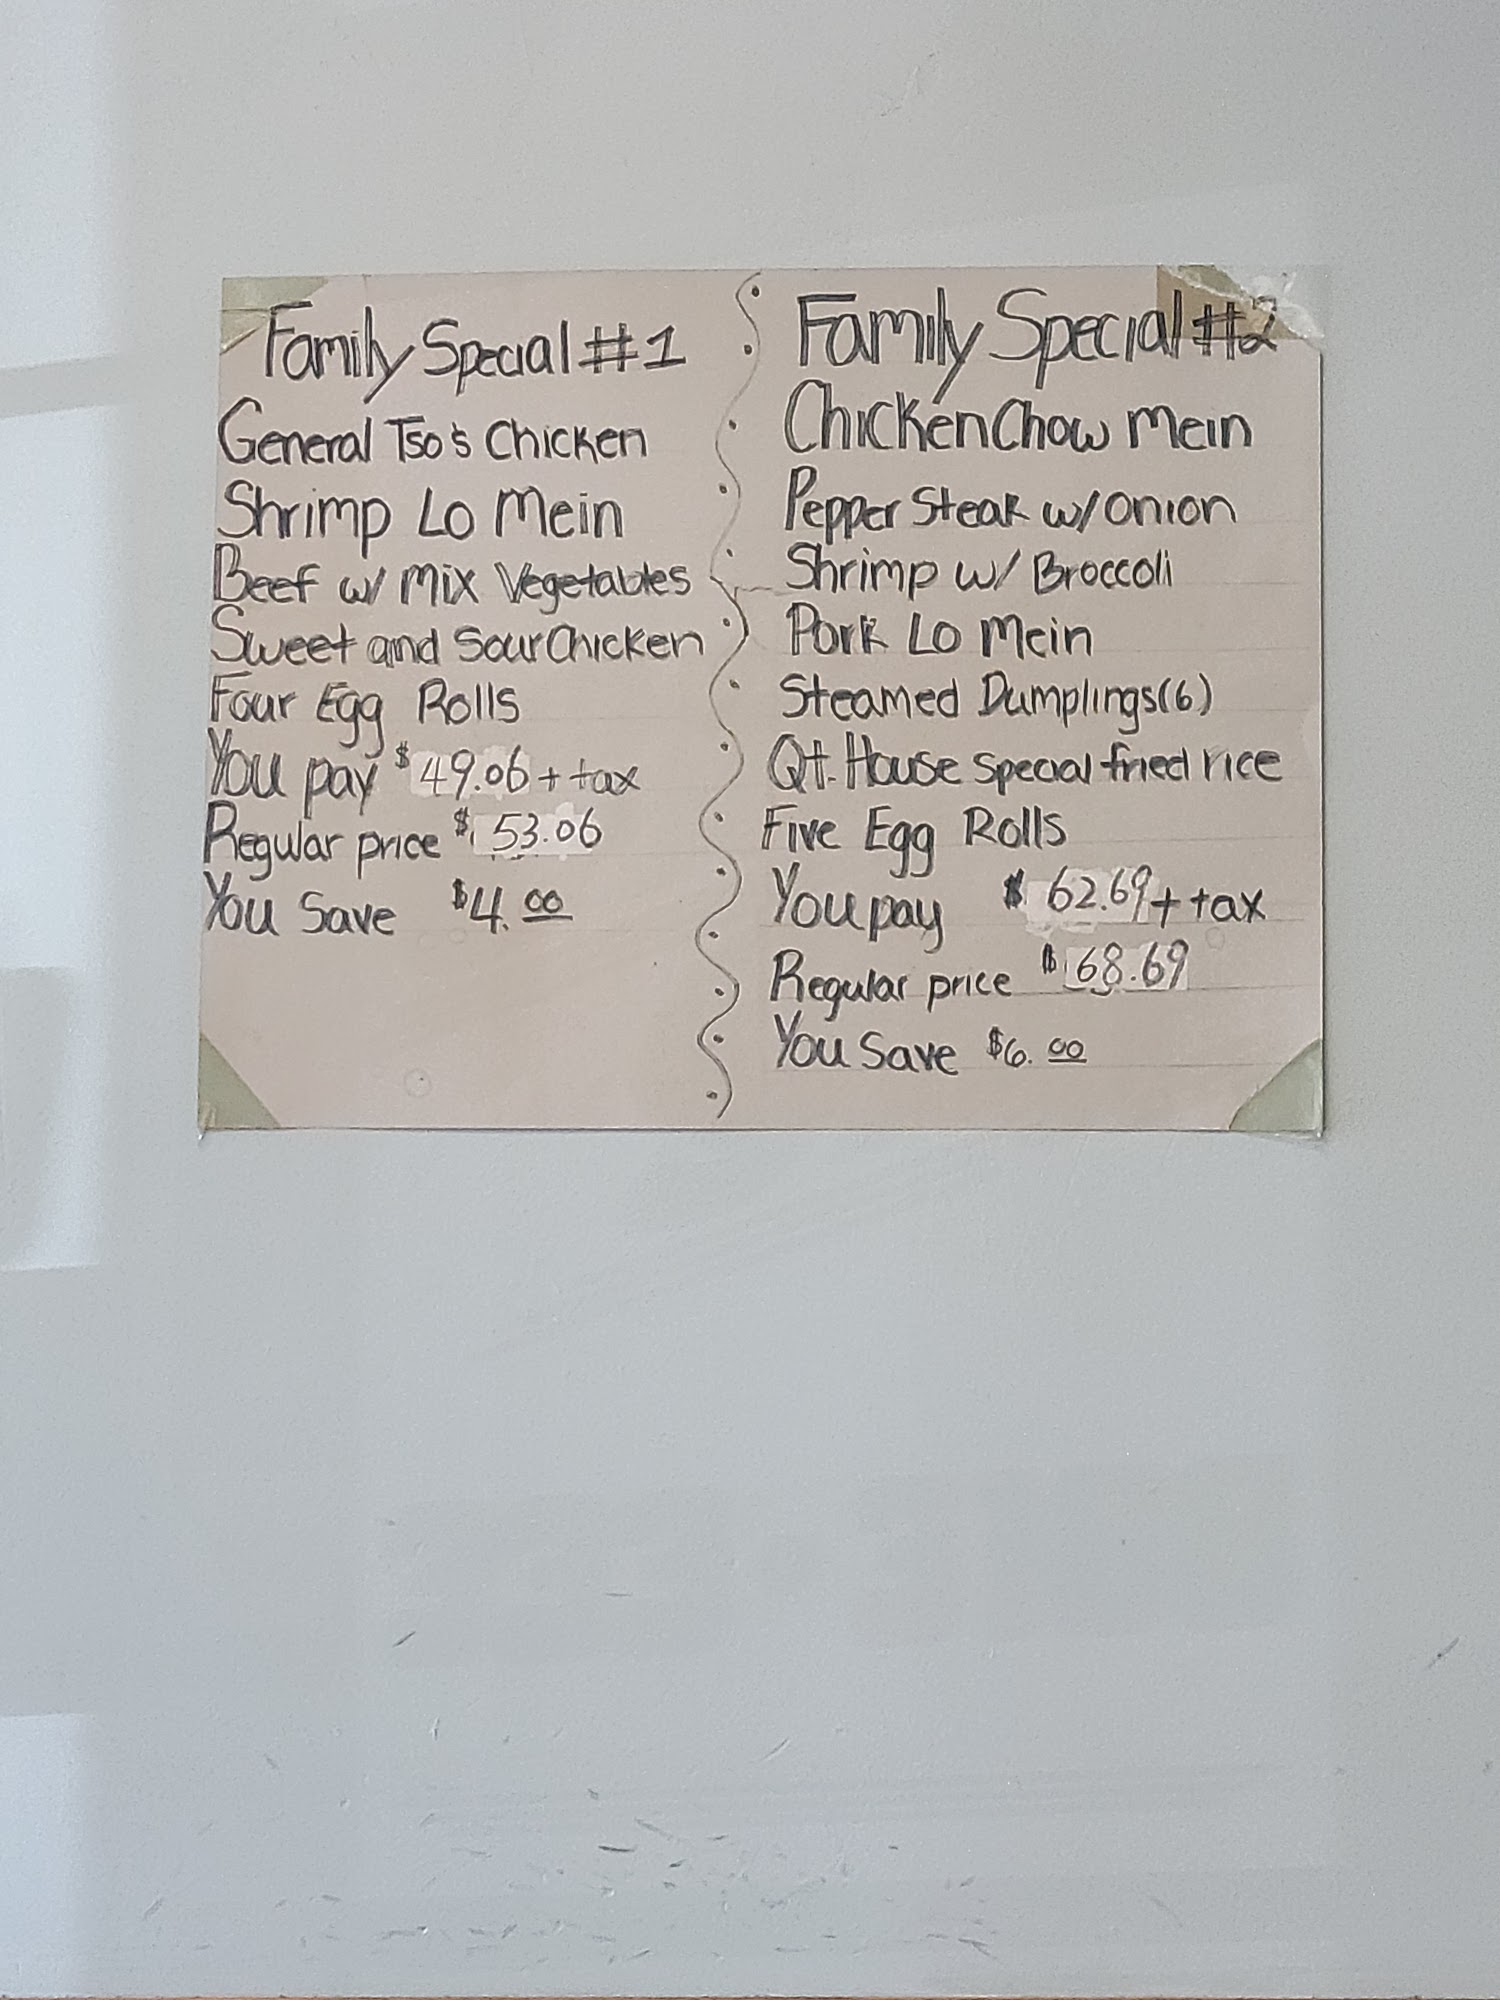 Family Special #1
General Tso's Chicken
Shrimp Lo Mein
Beef w/ Mix Vegetables
Sweet and Sour Chicken
Four Egg Rolls
You pay $49.06 + tax
Regular price $53.06
You Save $4.00
Family Special #2
Chicken Chow Mein
Pepper Steak w/ onion
Shrimp w/ Broccoli
Pork Lo Mein
Steamed Dumplings (6)
Qt. House special fried rice
Five Egg Rolls
You pay $62.69 + tax
Regular price $68.69
You Save $6.00